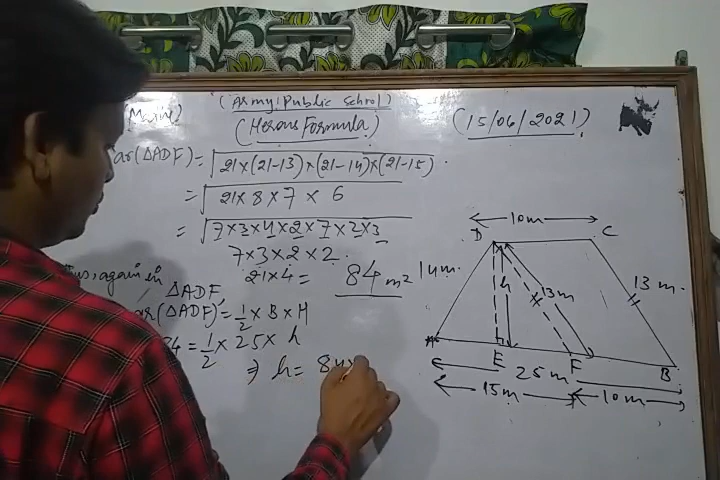 (Army Public School)
(Herons Formula)
(15/06/2021)
ar(ΔADF) = √21×(21-13)×(21-14)×(21-15).
= √21×8×7×6
= √7×3×4×2×7×2×3
7×3×2×2.
21×4 = 84 m²
again in ΔADF,
ar(ΔADF) = 1/2 × B × H
84 = 1/2 × 25 × h
⇒ h = 84×
10m
D C
14m.
h
13m
13 m.
A E F B
25m
15m 10m